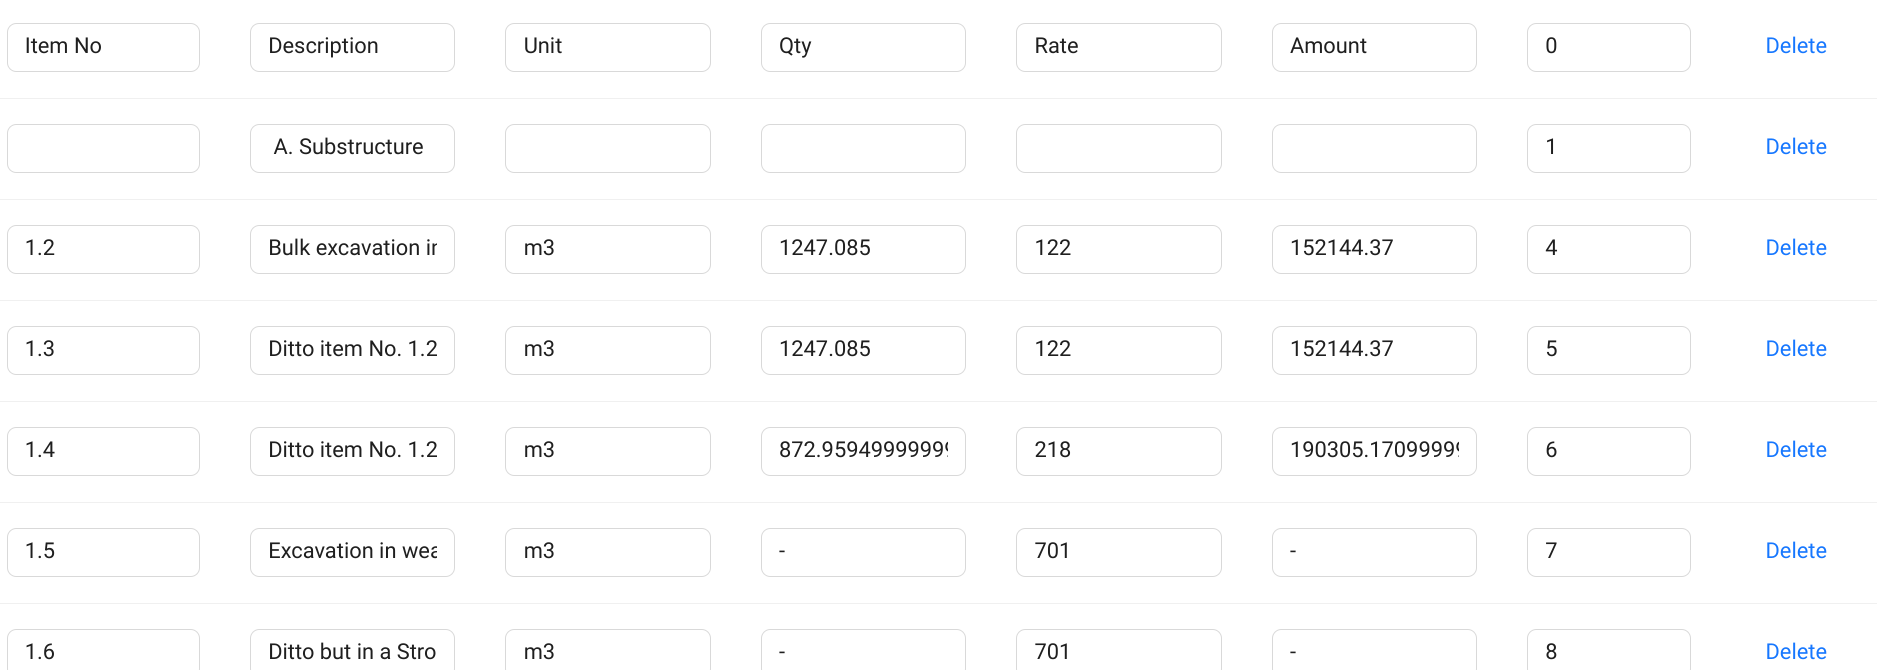 Item No Description Unit Qty Rate Amount 0 Delete
A. Substructure 1 Delete
1.2 Bulk excavation in m3 1247.085 122 152144.37 4 Delete
1.3 Ditto item No. 1.2 m3 1247.085 122 152144.37 5 Delete
1.4 Ditto item No. 1.2 m3 872.9594999999 218 190305.1709999 6 Delete
1.5 Excavation in wea m3 - 701 - 7 Delete
1.6 Ditto but in a Stro m3 - 701 - 8 Delete